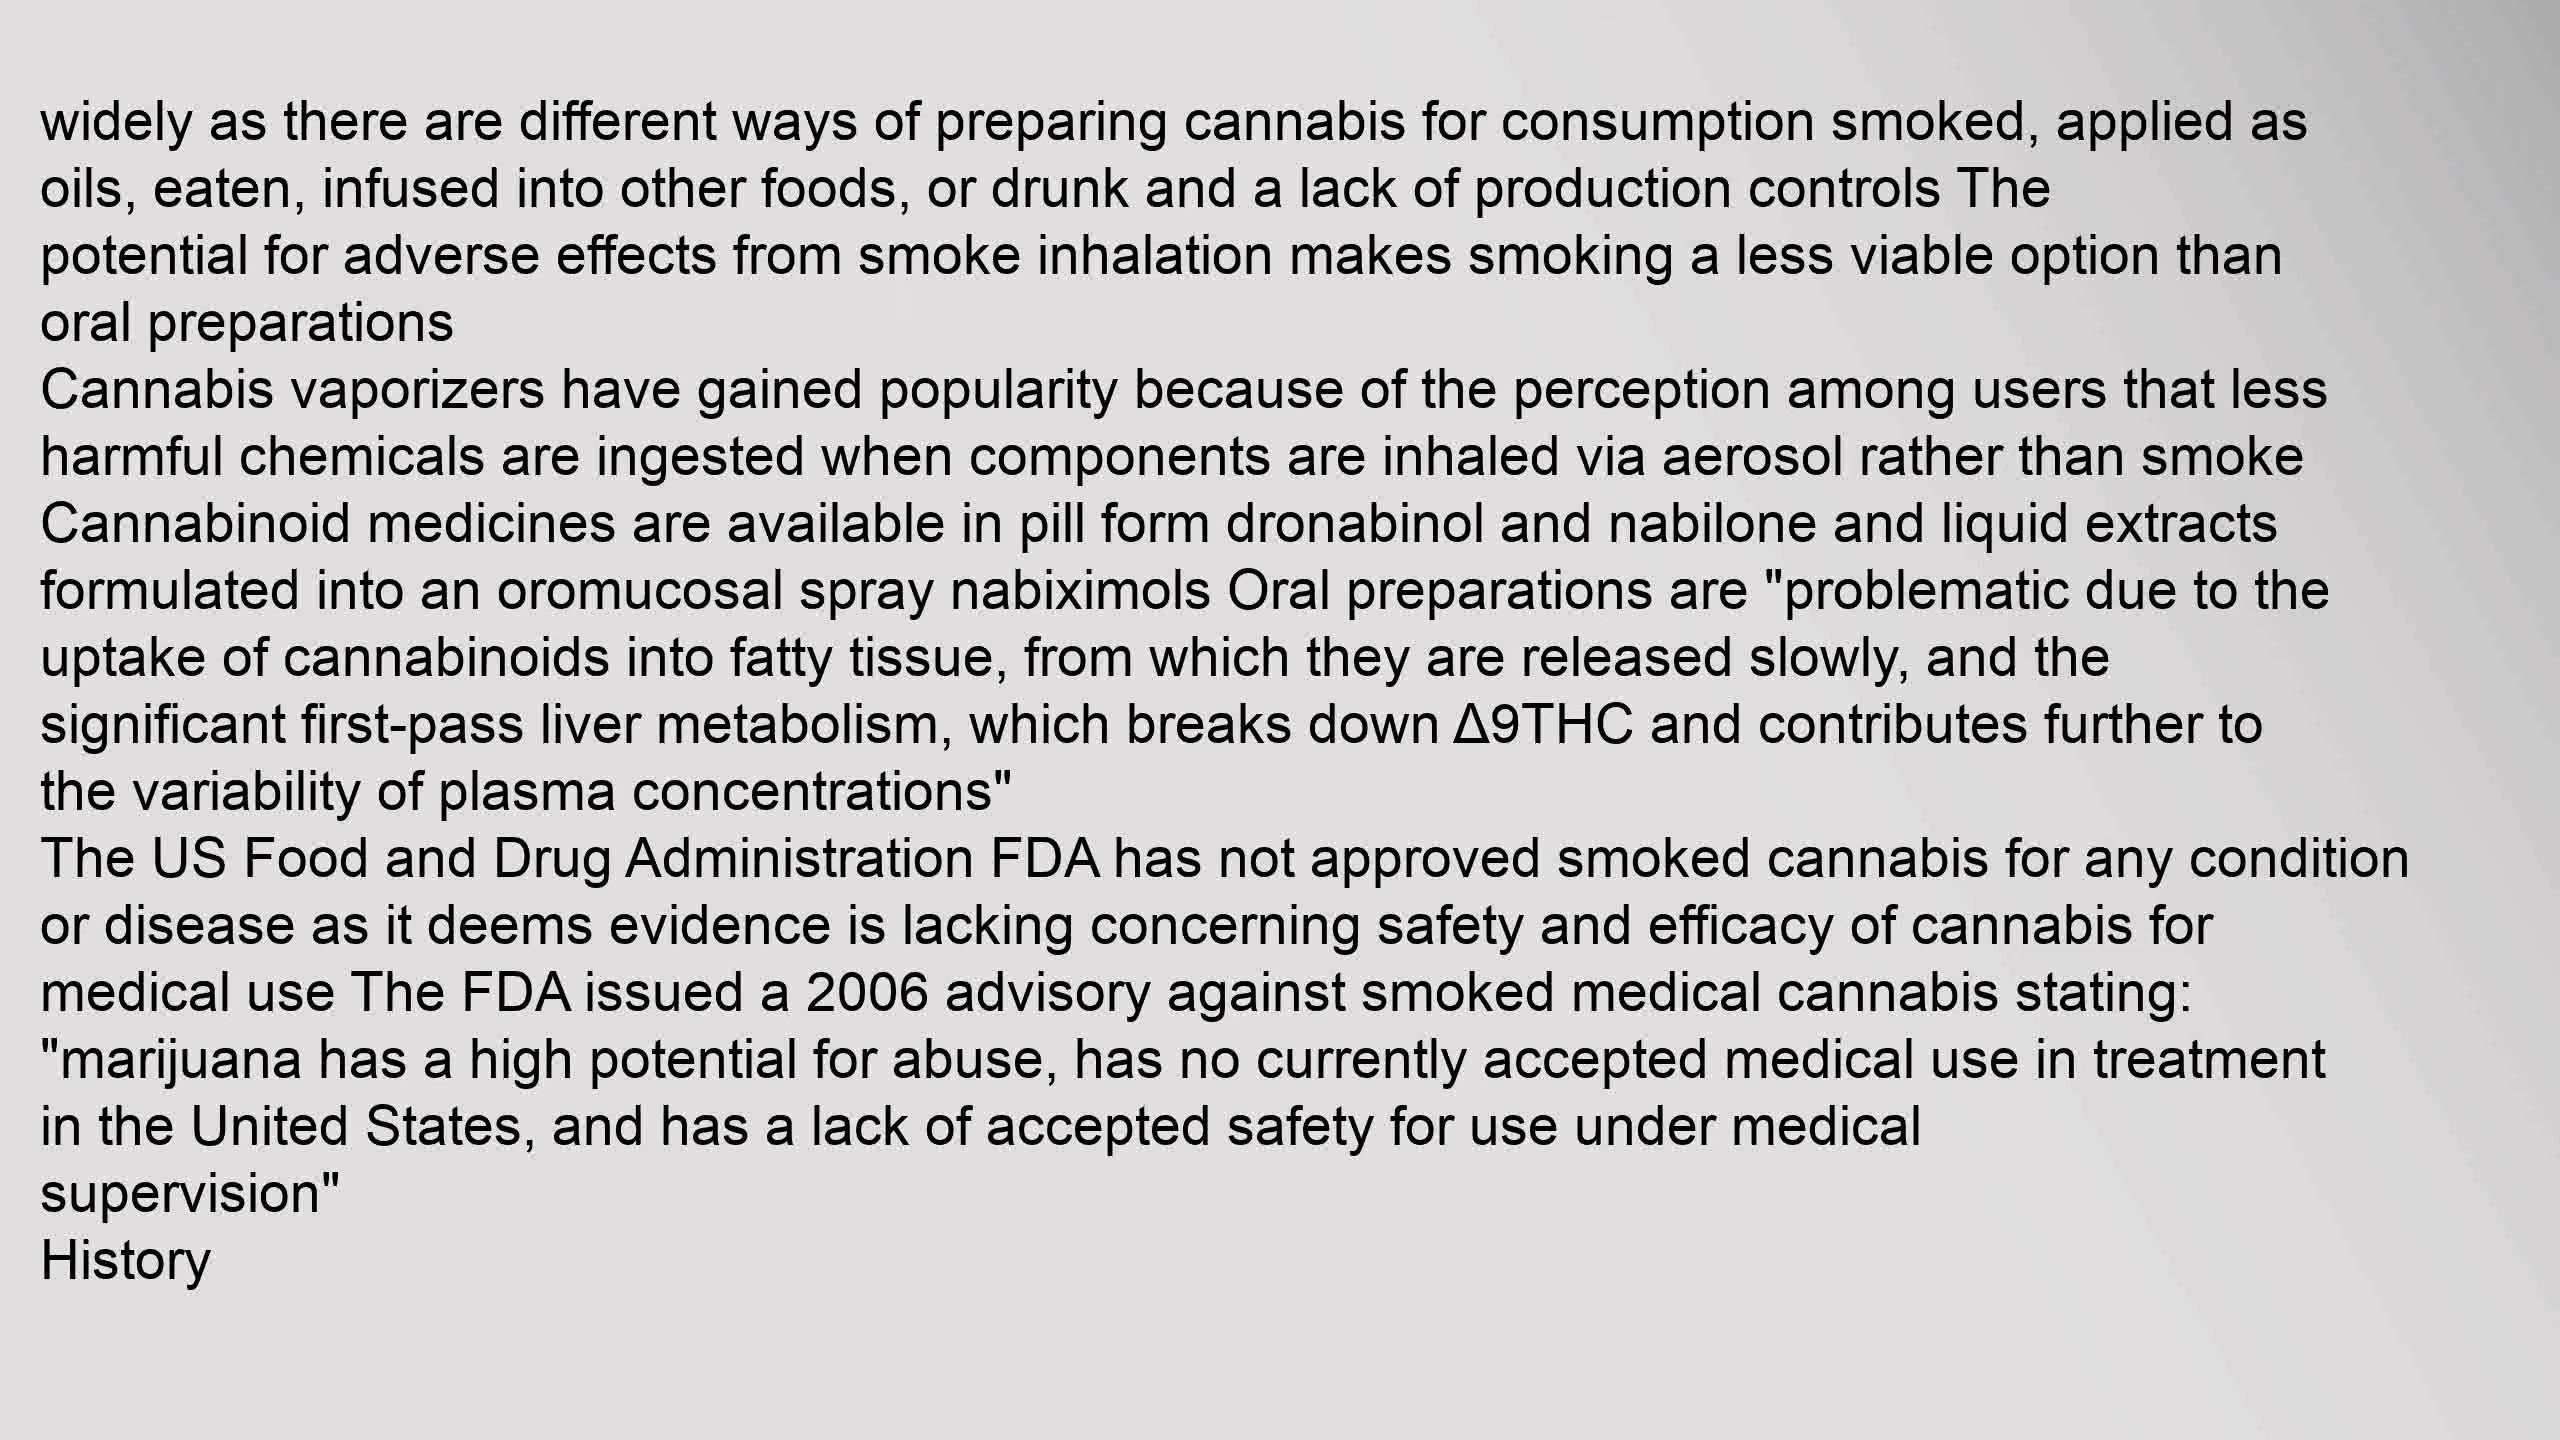 widely as there are different ways of preparing cannabis for consumption smoked, applied as
oils, eaten, infused into other foods, or drunk and a lack of production controls The
potential for adverse effects from smoke inhalation makes smoking a less viable option than
oral preparations
Cannabis vaporizers have gained popularity because of the perception among users that less
harmful chemicals are ingested when components are inhaled via aerosol rather than smoke
Cannabinoid medicines are available in pill form dronabinol and nabilone and liquid extracts
formulated into an oromucosal spray nabiximols Oral preparations are "problematic due to the
uptake of cannabinoids into fatty tissue, from which they are released slowly, and the
significant first-pass liver metabolism, which breaks down Δ9THC and contributes further to
the variability of plasma concentrations"
The US Food and Drug Administration FDA has not approved smoked cannabis for any condition
or disease as it deems evidence is lacking concerning safety and efficacy of cannabis for
medical use The FDA issued a 2006 advisory against smoked medical cannabis stating:
"marijuana has a high potential for abuse, has no currently accepted medical use in treatment
in the United States, and has a lack of accepted safety for use under medical
supervision"
History